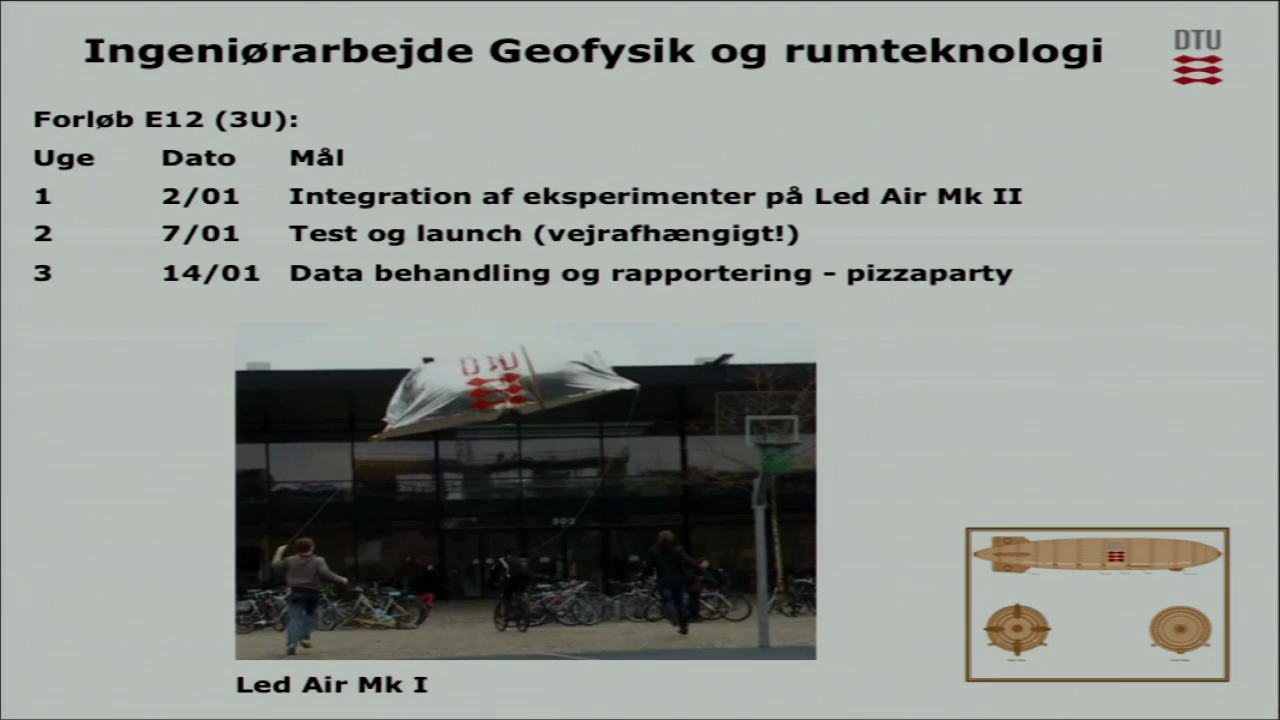 Ingeniørarbejde Geofysik og rumteknologi
DTU
Forløb E12 (3U):
Uge Dato Mål
1 2/01 Integration af eksperimenter på Led Air Mk II
2 7/01 Test og launch (vejrafhængigt!)
3 14/01 Data behandling og rapportering - pizzaparty
DTU
302
Led Air Mk I